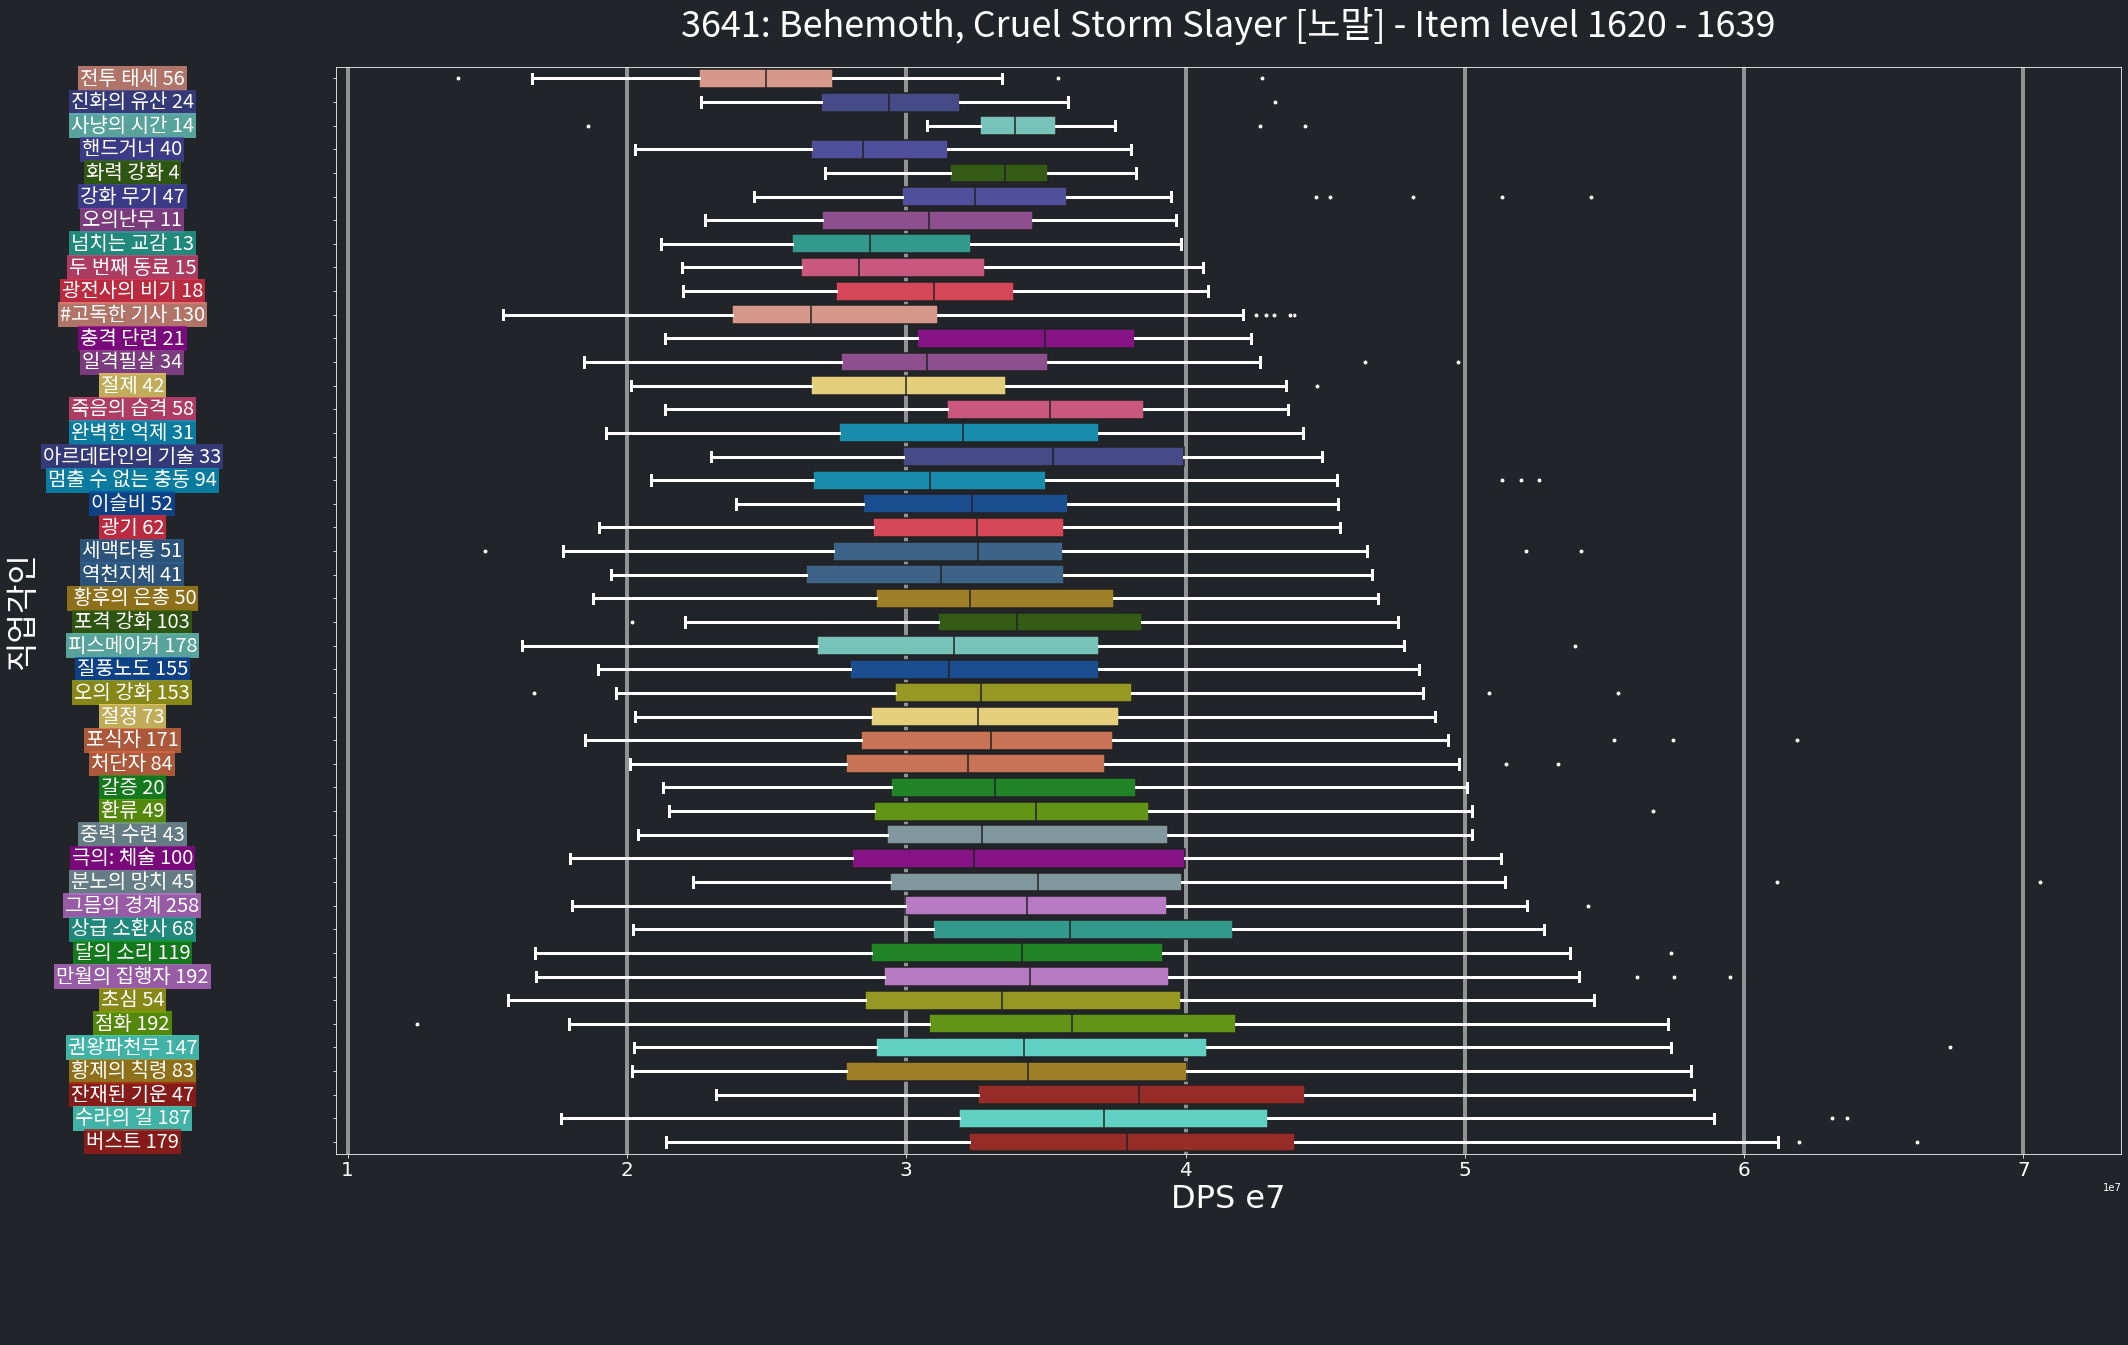 3641: Behemoth, Cruel Storm Slayer [노말] - Item level 1620 - 1639
전투 태세 56
진화의 유산 24
사냥의 시간 14
핸드거너 40
화력 강화 4
강화 무기 47
오의난무 11
넘치는 교감 13
두 번째 동료 15
광전사의 비기 18
#고독한 기사 130
충격 단련 21
일격필살 34
절제 42
죽음의 습격 58
완벽한 억제 31
아르데타인의 기술 33
멈출 수 없는 충동 94
이슬비 52
광기 62
세맥타통 51
역천지체 41
황후의 은총 50
포격 강화 103
피스메이커 178
질풍노도 155
오의 강화 153
절정 73
포식자 171
처단자 84
갈증 20
환류 49
중력 수련 43
극의: 체술 100
분노의 망치 45
그믐의 경계 258
상급 소환사 68
달의 소리 119
만월의 집행자 192
초심 54
점화 192
권왕파천무 147
황제의 칙령 83
잔재된 기운 47
수라의 길 187
버스트 179
직업각인
1 2 3 4 5 6 7
DPS e7
1e7